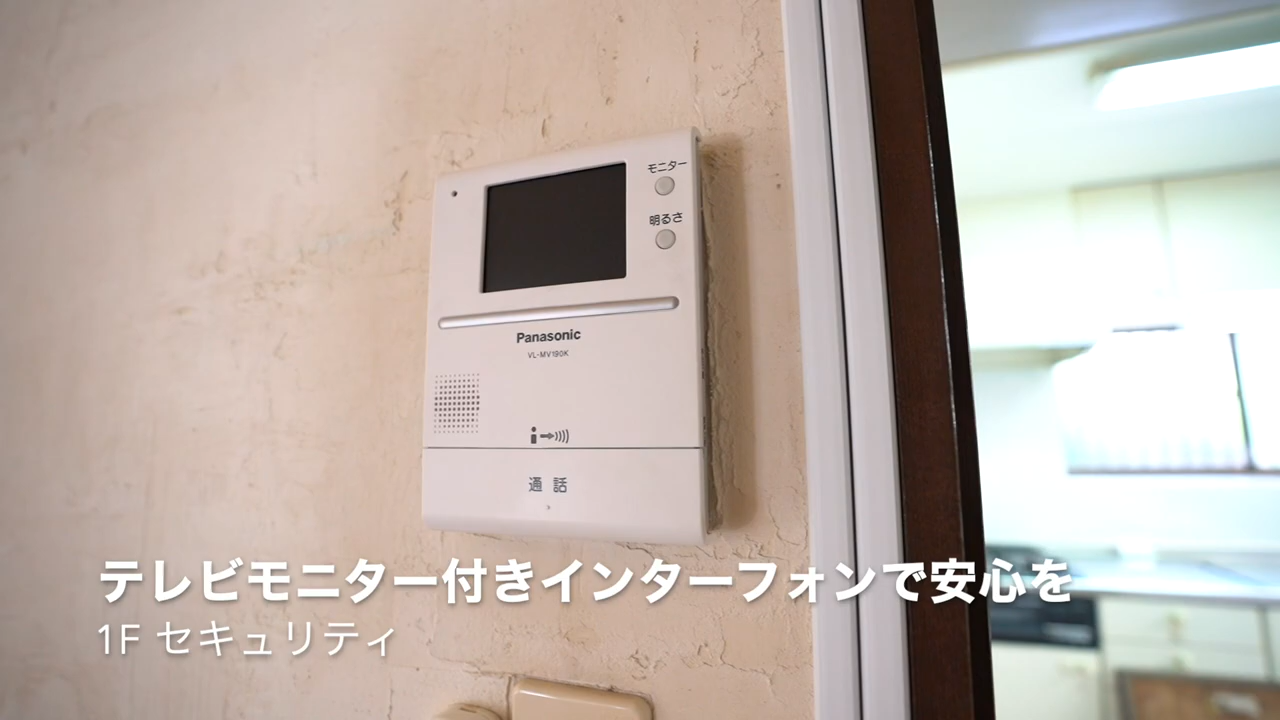 モニター
明るさ
Panasonic
VL-MV190K
通話
テレビモニター付きインターフォンで安心を
1F セキュリティ